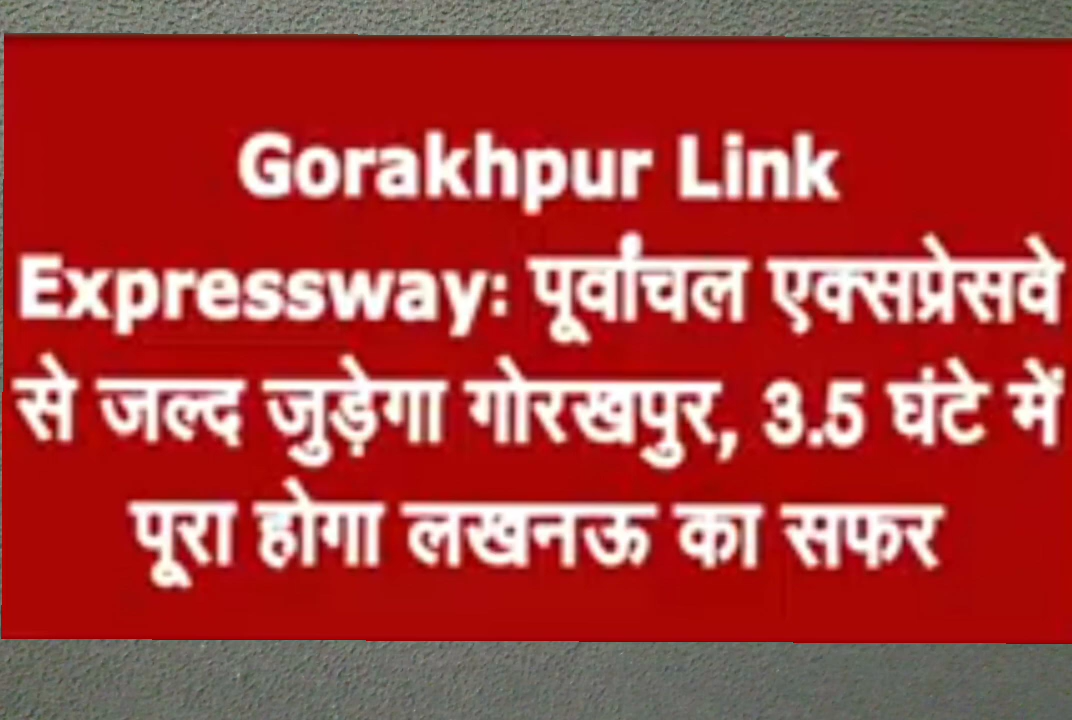 Gorakhpur Link
Expressway: पूर्वांचल एक्सप्रेसवे
से जल्द जुड़ेगा गोरखपुर, 3.5 घंटे में
पूरा होगा लखनऊ का सफर